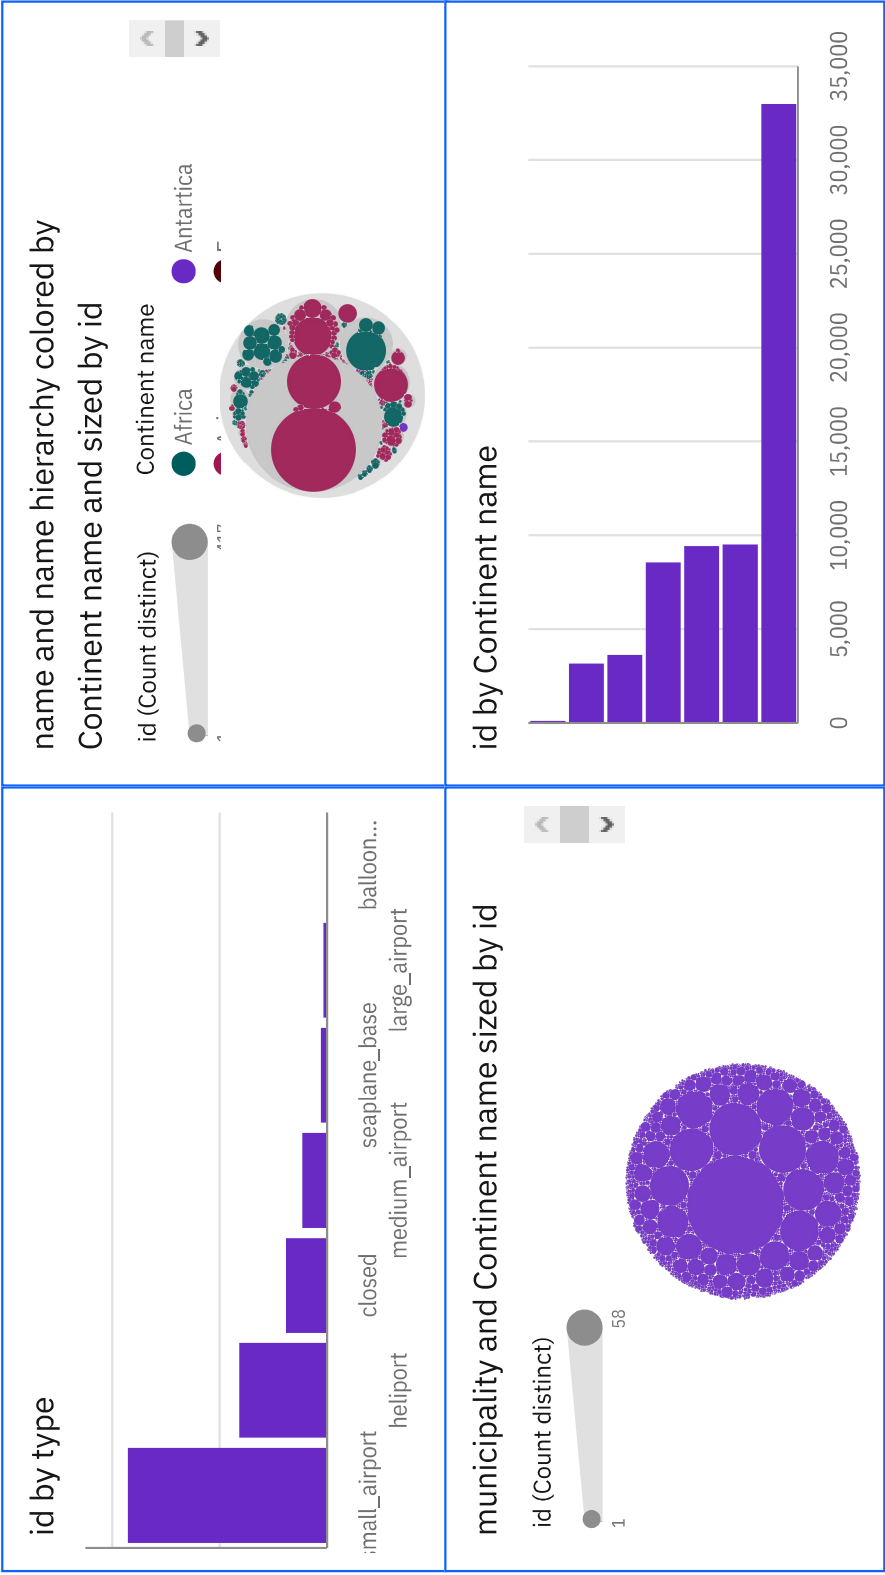 id by type
small_airport
heliport
closed
medium_airport
seaplane_base
large_airport
balloon...
name and name hierarchy colored by
Continent name and sized by id
id (Count distinct)
1
Continent name
Africa
Antartica
municipality and Continent name sized by id
id (Count distinct)
1
58
id by Continent name
0
5,000
10,000
15,000
20,000
25,000
30,000
35,000